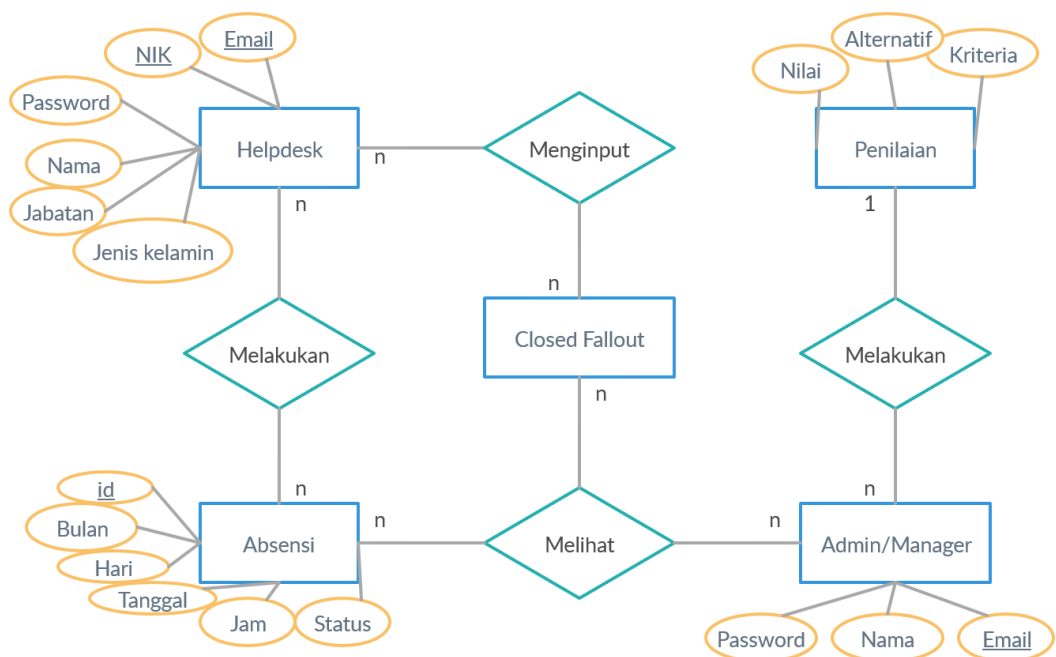 Email
NIK
Alternatif
Kriteria
Nilai
Password
Helpdesk
n
Menginput
Penilaian
Nama
Jabatan
n
1
Jenis kelamin
n
Melakukan
Closed Fallout
Melakukan
n
id
n
n
Bulan
n
n
Absensi
Melihat
Admin/Manager
Hari
Tanggal
Jam
Status
Password
Nama
Email